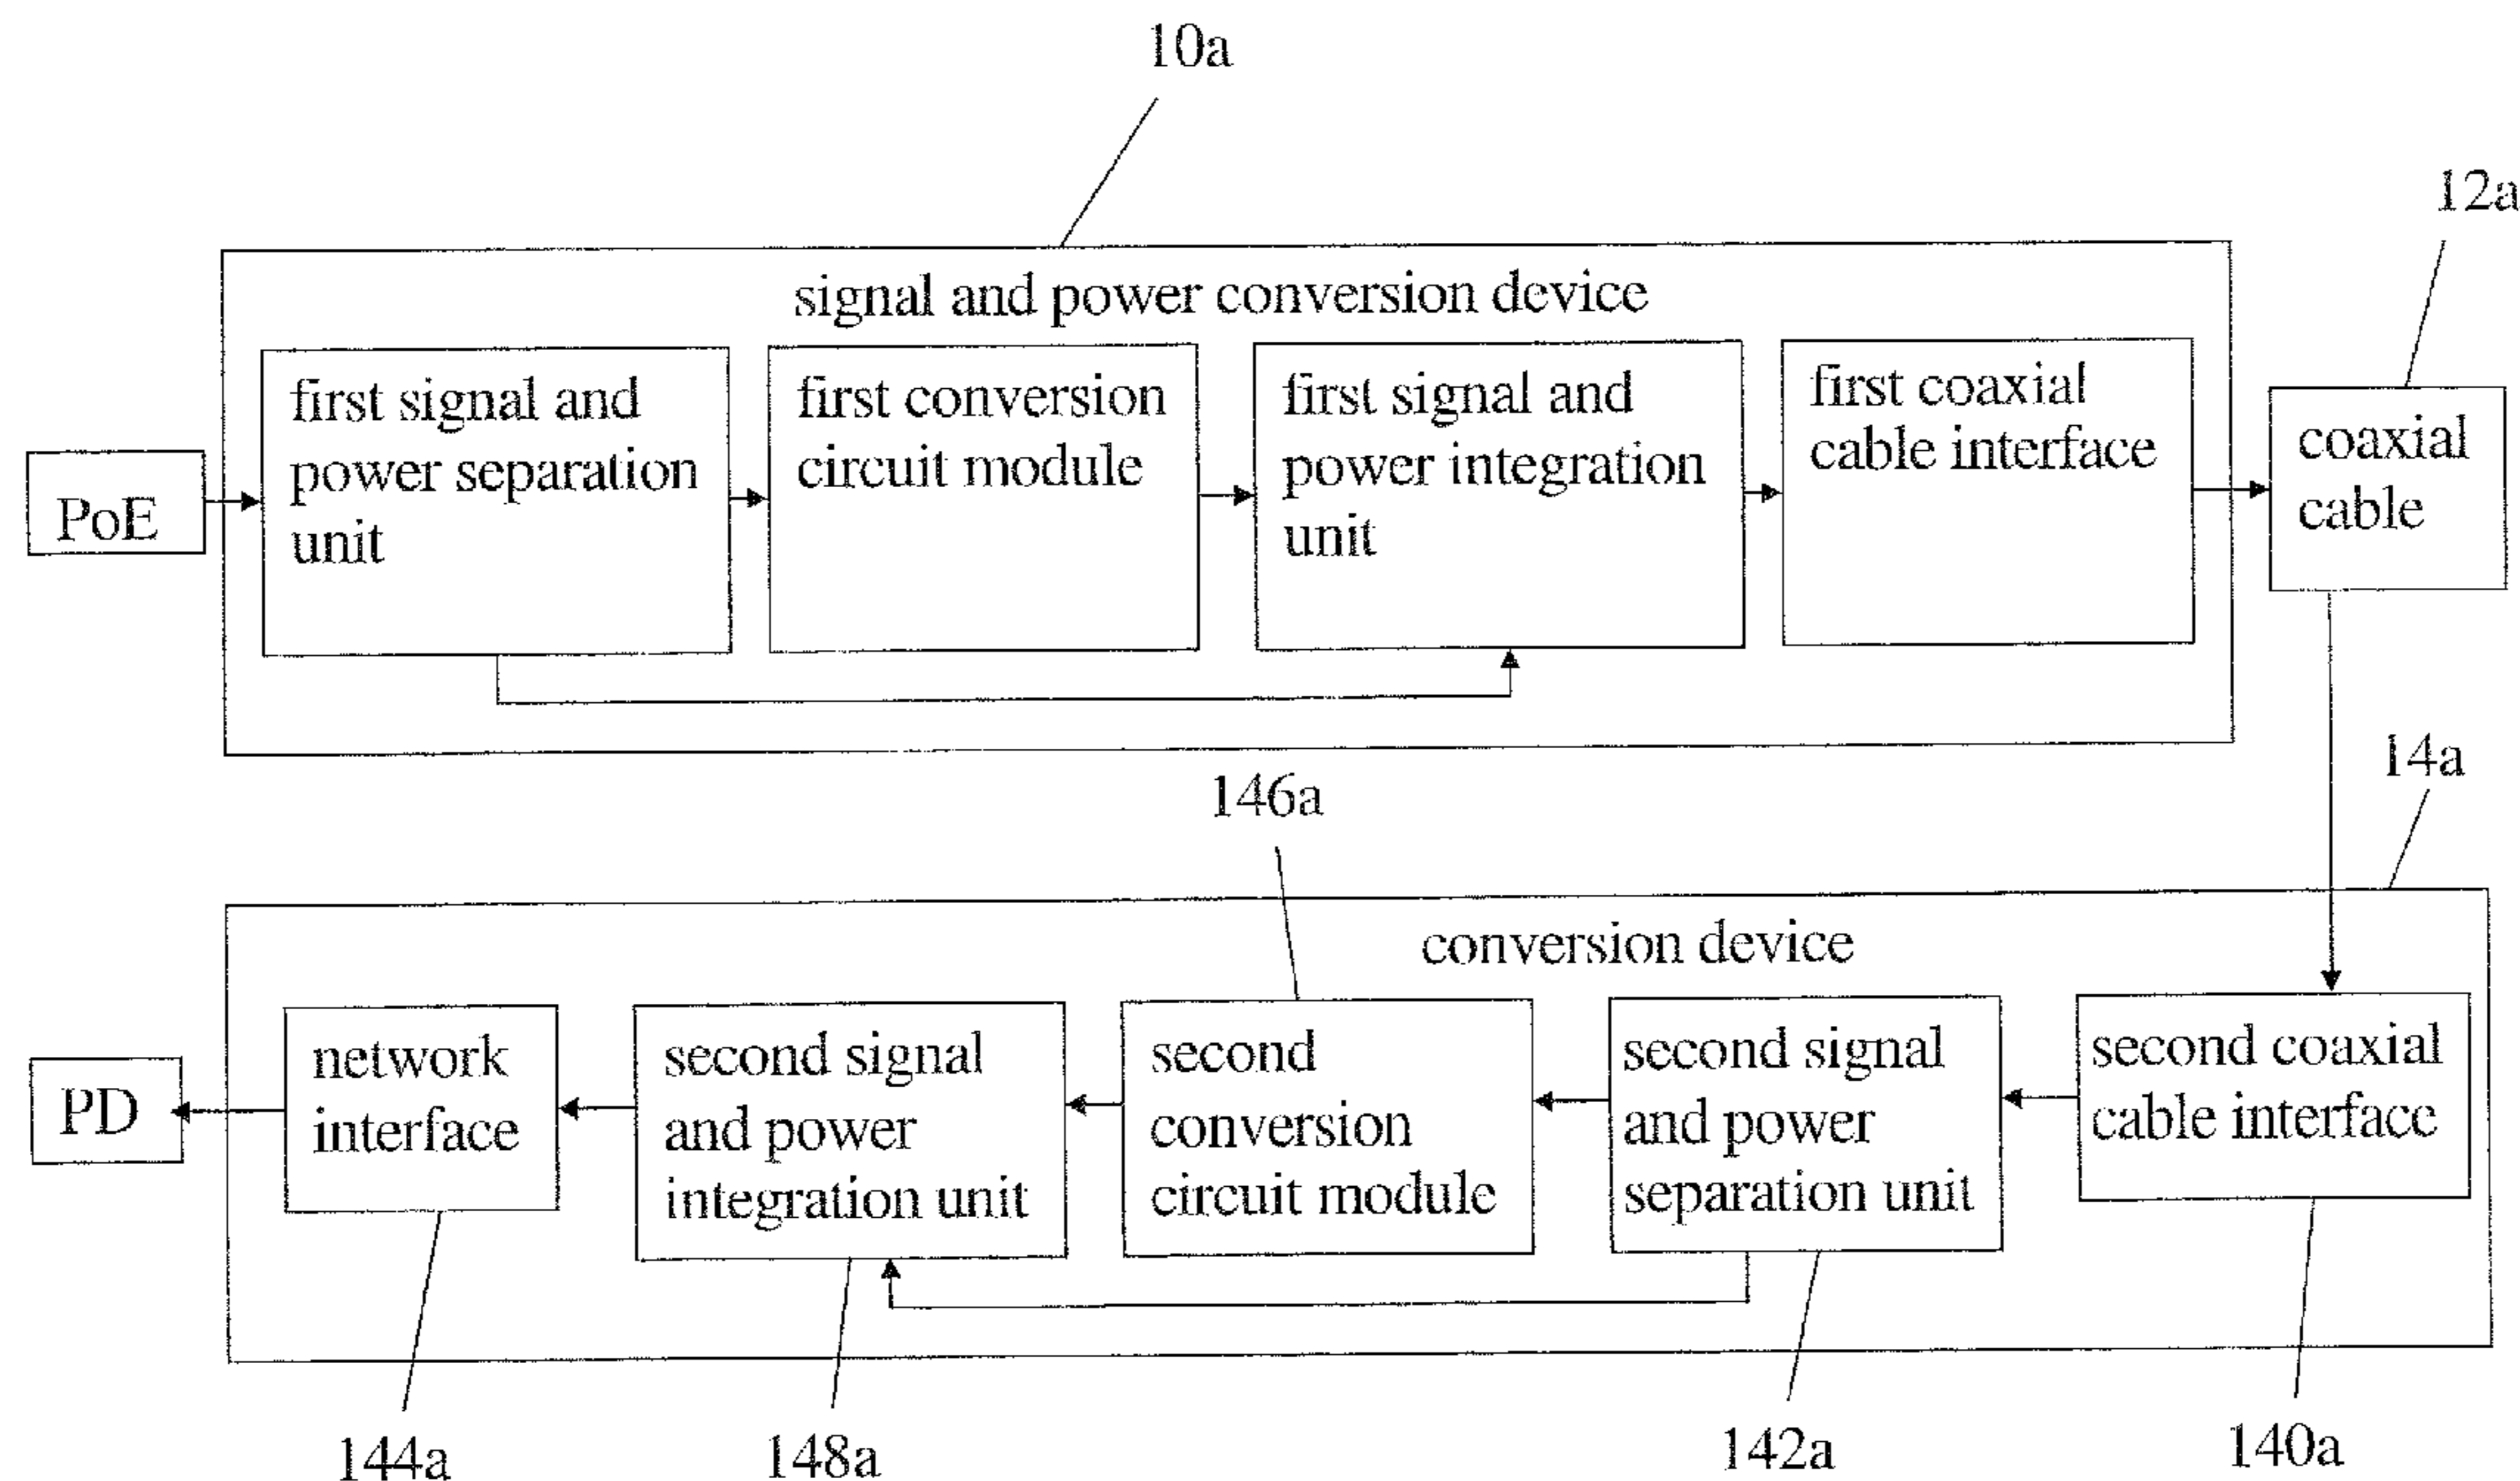 10a
12a
signal and power conversion device
PoE
first signal and
power separation
unit
first conversion
circuit module
first signal and
power integration
unit
first coaxial
cable interface
coaxial
cable
14a
146a
conversion device
PD
network
interface
second signal
and power
integration unit
second
conversion
circuit module
second signal
and power
separation unit
second coaxial
cable interface
144a
148a
142a
140a